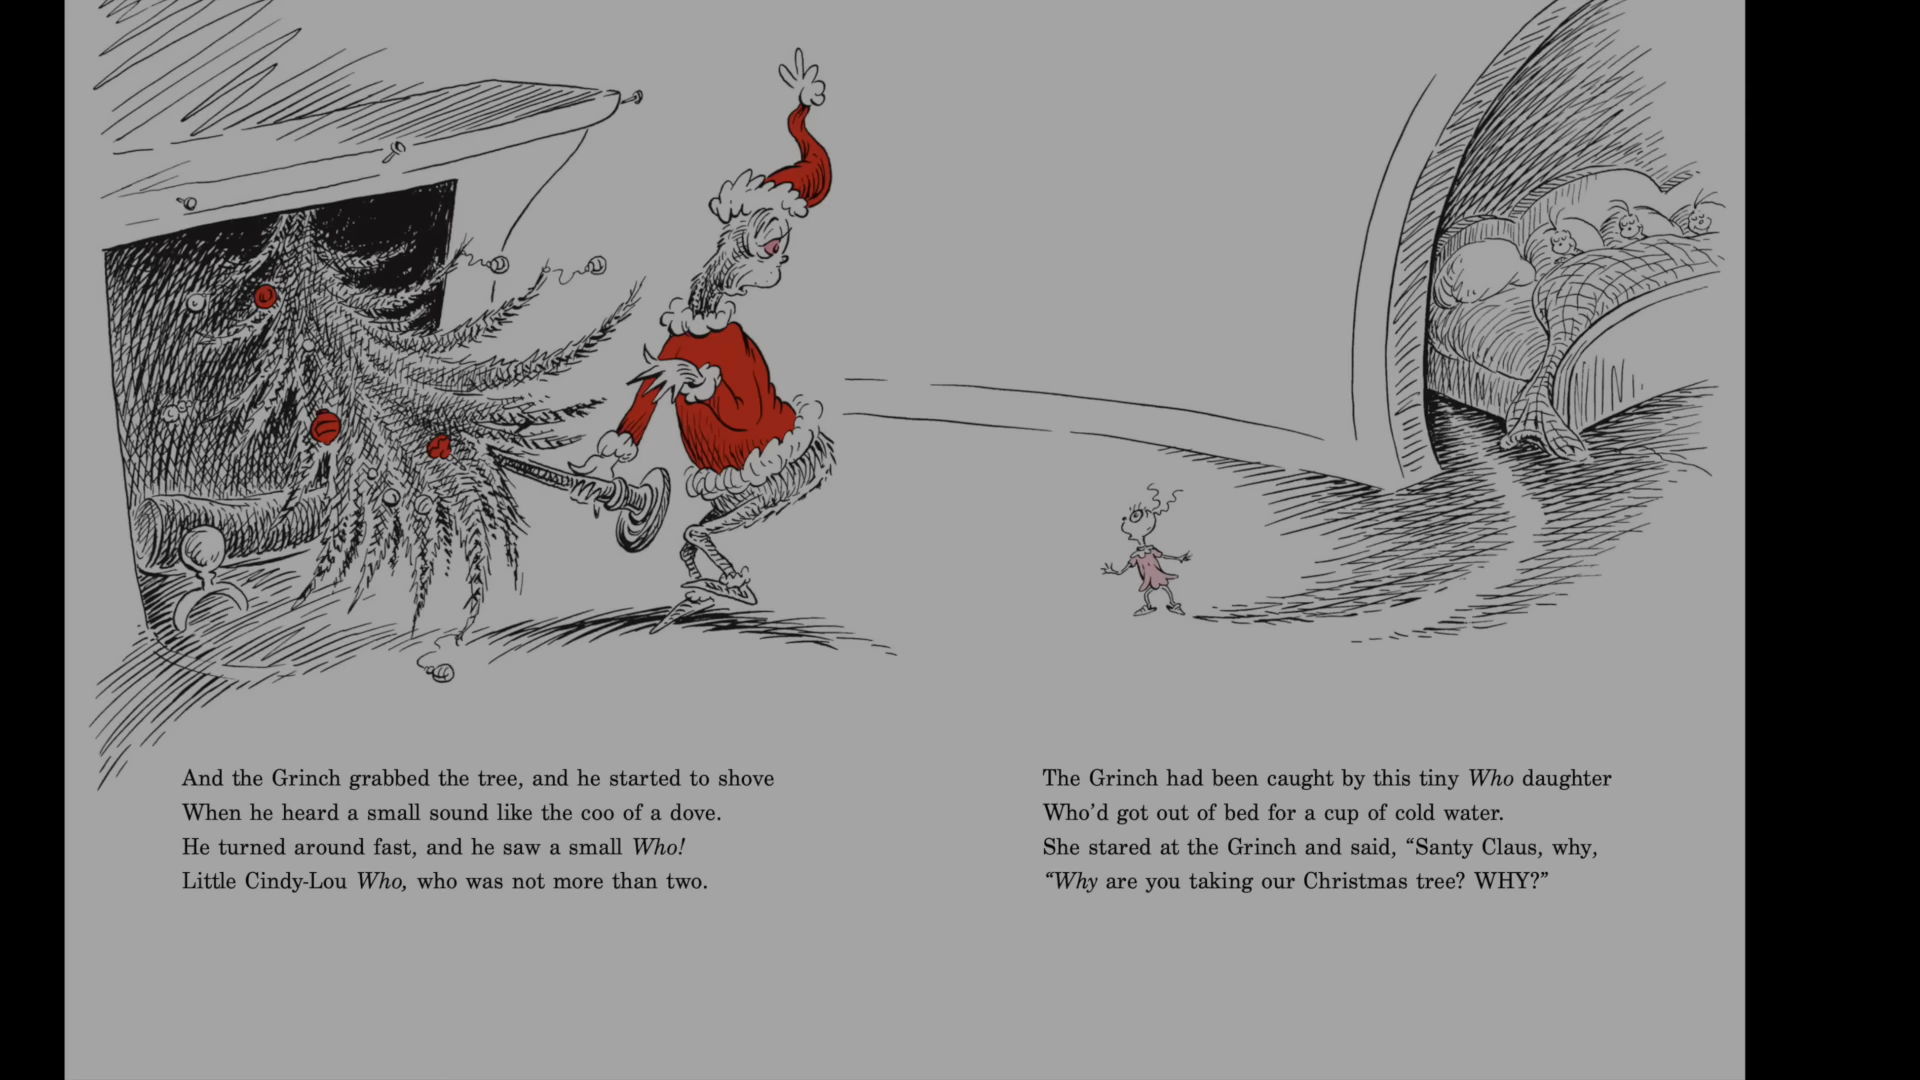 And the Grinch grabbed the tree, and he started to shove
When he heard a small sound like the coo of a dove.
He turned around fast, and he saw a small Who!
Little Cindy-Lou Who, who was not more than two.
The Grinch had been caught by this tiny Who daughter
Who’d got out of bed for a cup of cold water.
She stared at the Grinch and said, “Santy Claus, why,
“Why are you taking our Christmas tree? WHY?”